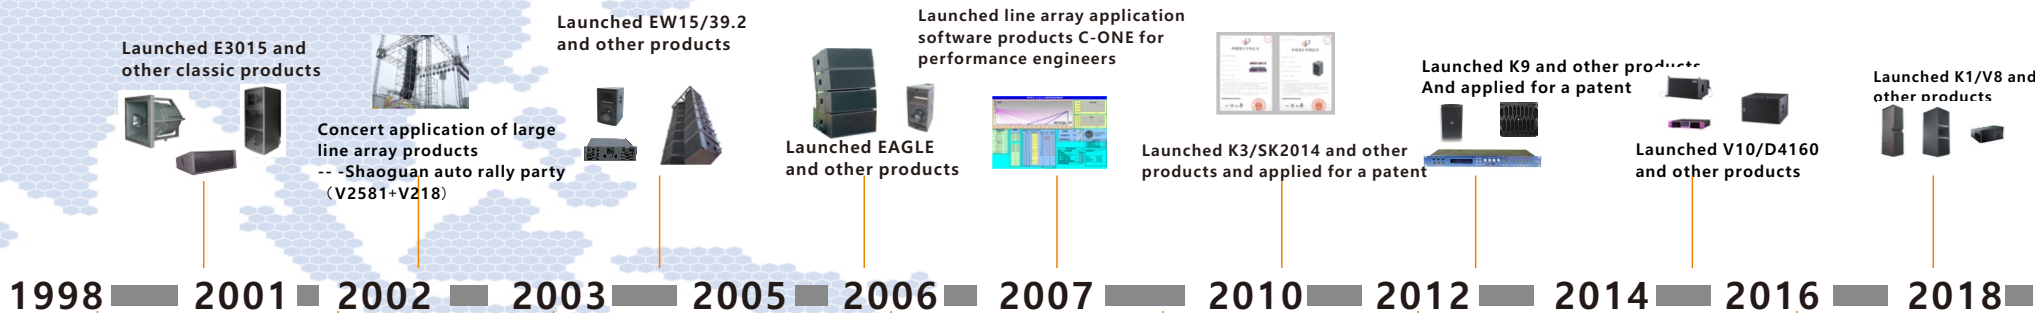 Launched E3015 and
other classic products
Concert application of large
line array products
-- -Shaoguan auto rally party
（V2581+V218）
Launched EW15/39.2
and other products
Launched EAGLE
and other products
Launched line array application
software products C-ONE for
performance engineers
Launched K3/SK2014 and other
products and applied for a patent
Launched K9 and other products
And applied for a patent
Launched V10/D4160
and other products
Launched K1/V8 and
other products
1998 2001 2002 2003 2005 2006 2007 2010 2012 2014 2016 2018